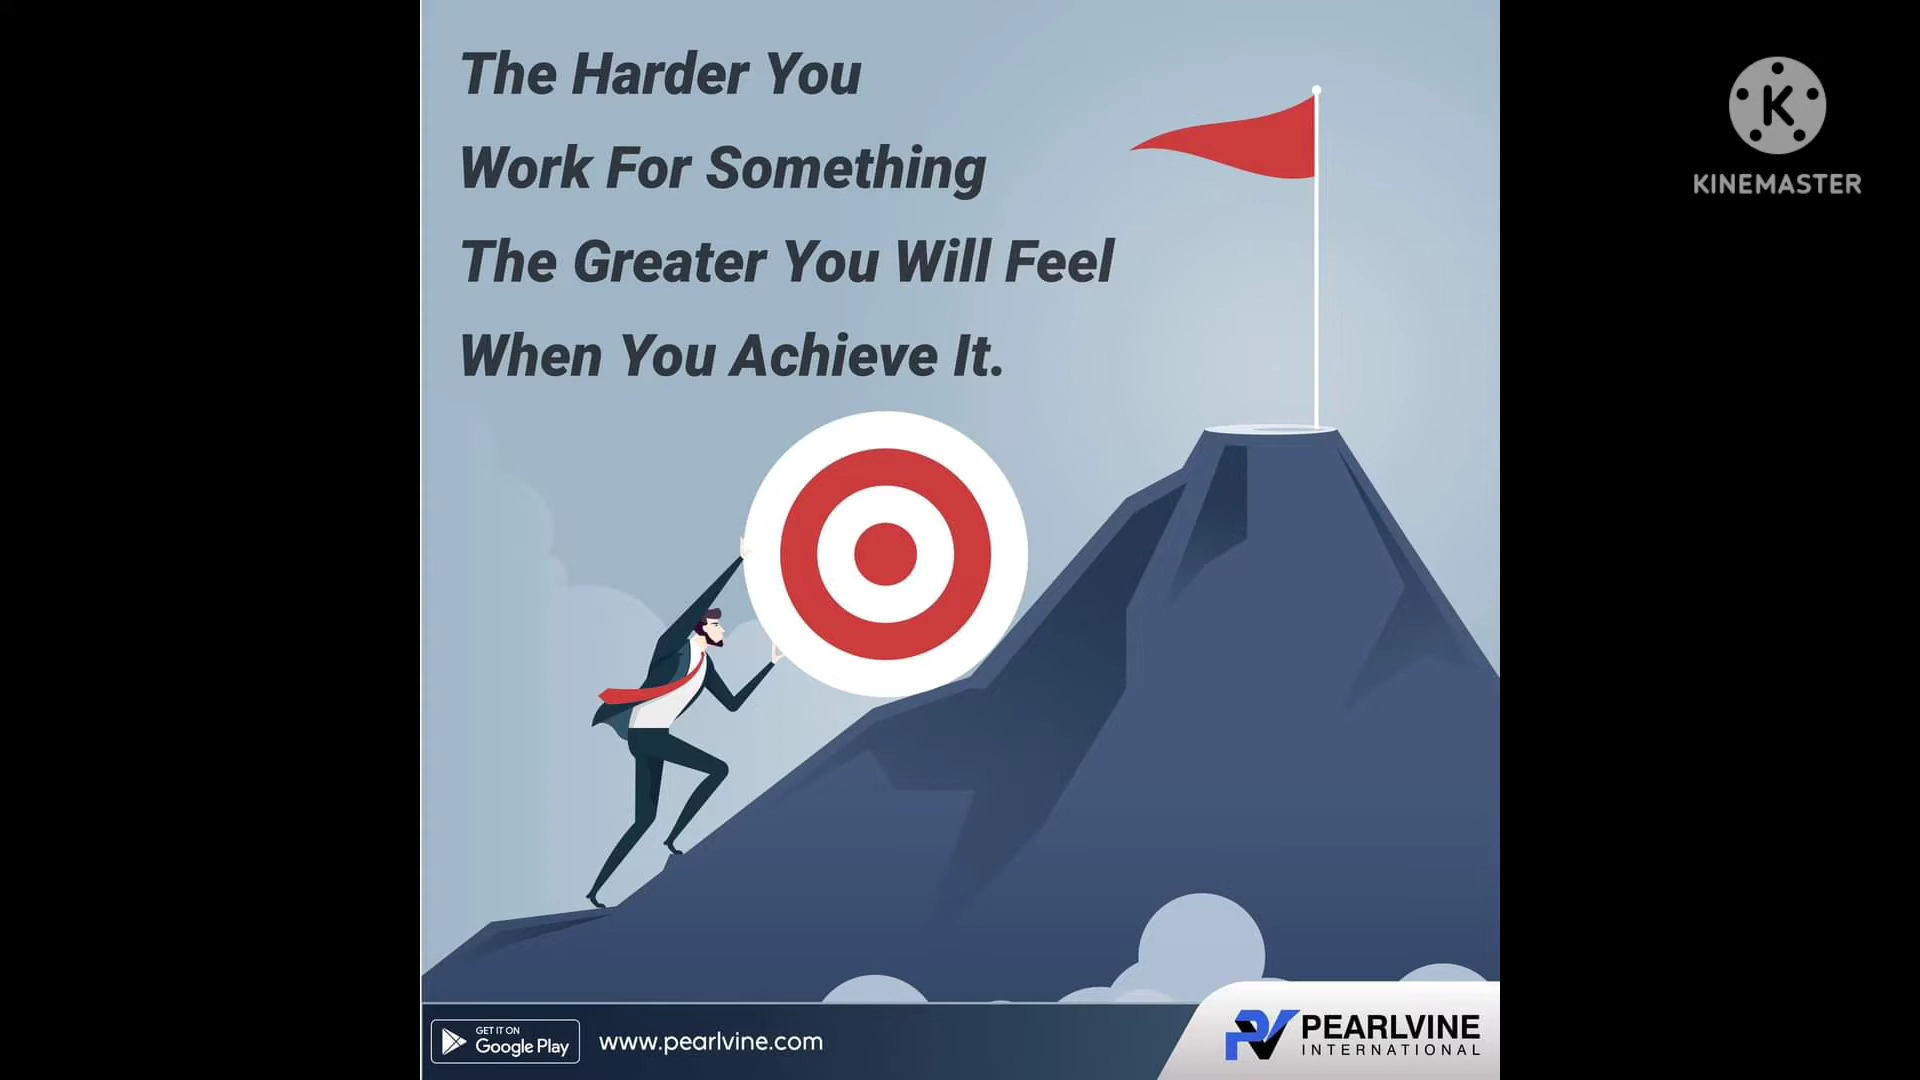 The Harder You
Work For Something
The Greater You Will Feel
When You Achieve It.
K
KINEMASTER
GET IT ON
Google Play
www.pearlvine.com
PV
PEARLVINE
INTERNATIONAL